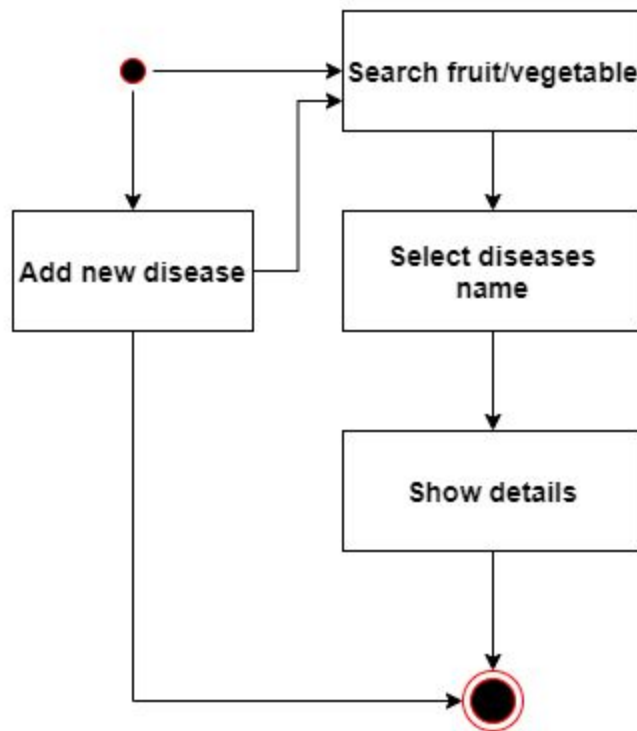 Search fruit/vegetable
Add new disease
Select diseases
name
Show details